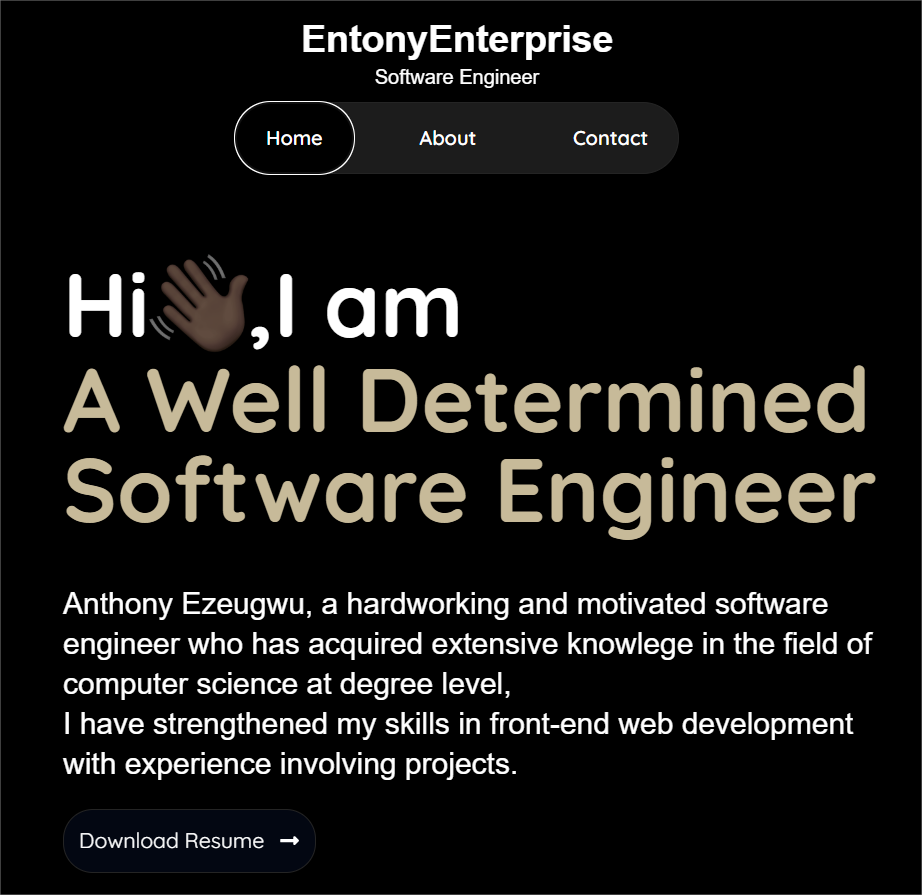 EntonyEnterprise
Software Engineer
Home About Contact
Hi👋🏿,I am
A Well Determined
Software Engineer
Anthony Ezeugwu, a hardworking and motivated software
engineer who has acquired extensive knowlege in the field of
computer science at degree level,
I have strengthened my skills in front-end web development
with experience involving projects.
Download Resume →